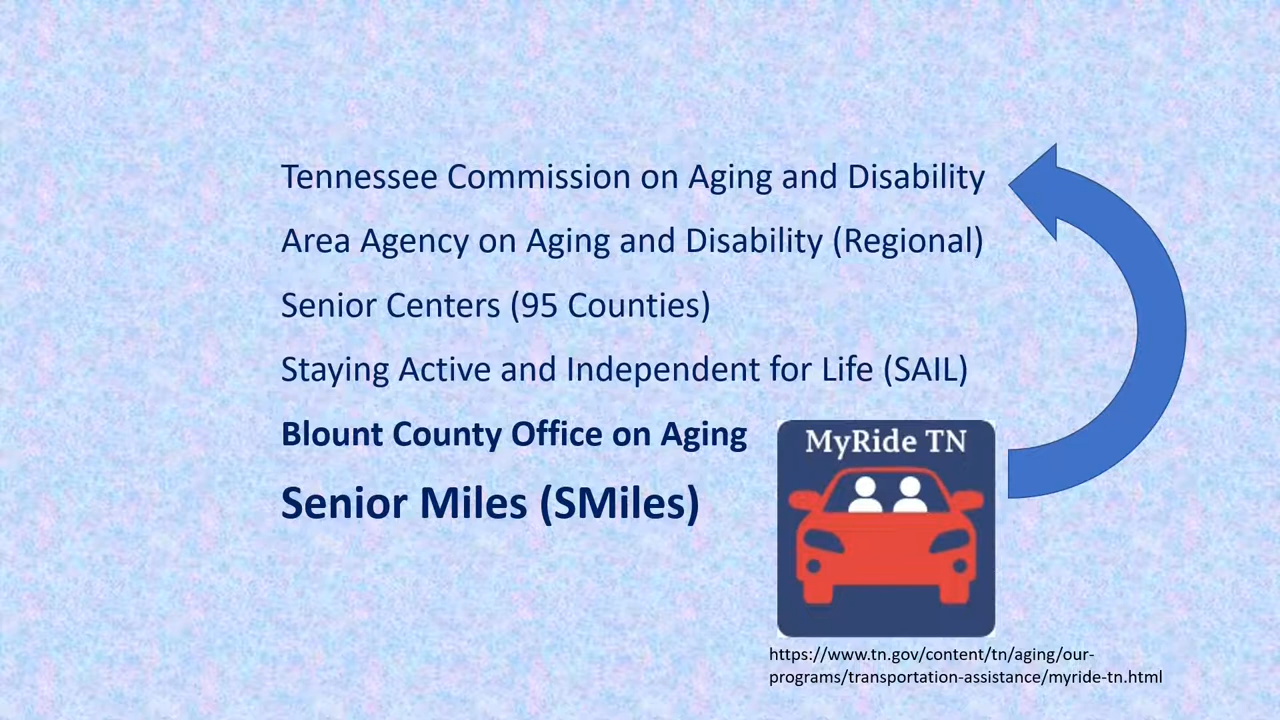 Tennessee Commission on Aging and Disability
Area Agency on Aging and Disability (Regional)
Senior Centers (95 Counties)
Staying Active and Independent for Life (SAIL)
Blount County Office on Aging
Senior Miles (SMiles)
MyRide TN
https://www.tn.gov/content/tn/aging/our-
programs/transportation-assistance/myride-tn.html